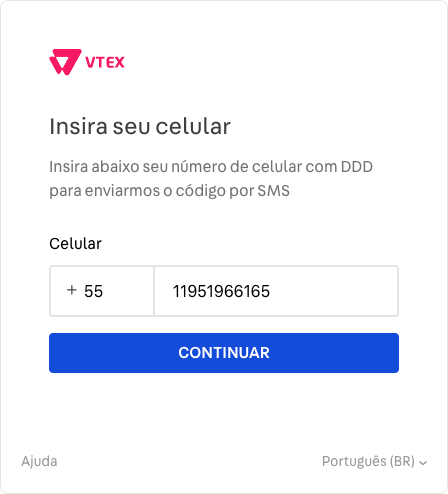 VTEX
Insira seu celular
Insira abaixo seu número de celular com DDD
para enviarmos o código por SMS
Celular
+ 55 11951966165
CONTINUAR
Ajuda Português (BR)